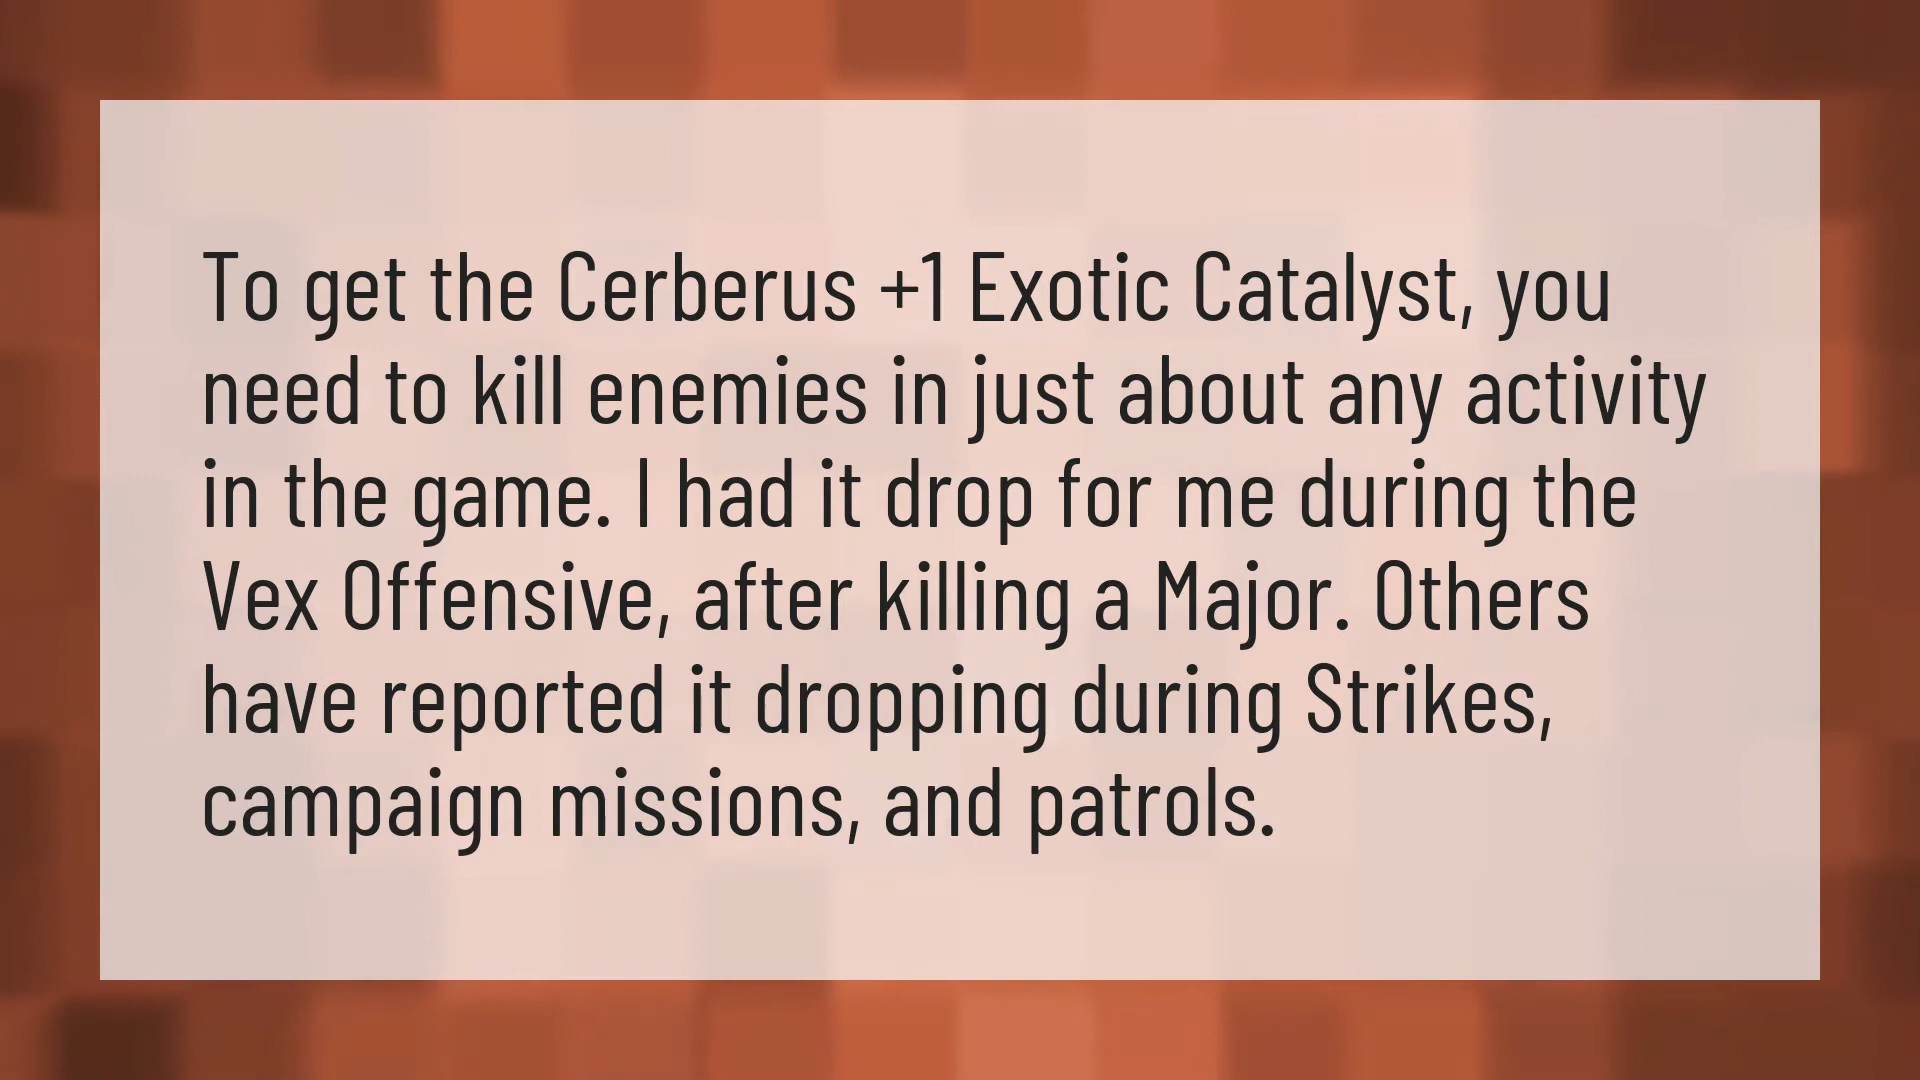 To get the Cerberus +1 Exotic Catalyst, you
need to kill enemies in just about any activity
in the game. I had it drop for me during the
Vex Offensive, after killing a Major. Others
have reported it dropping during Strikes,
campaign missions, and patrols.